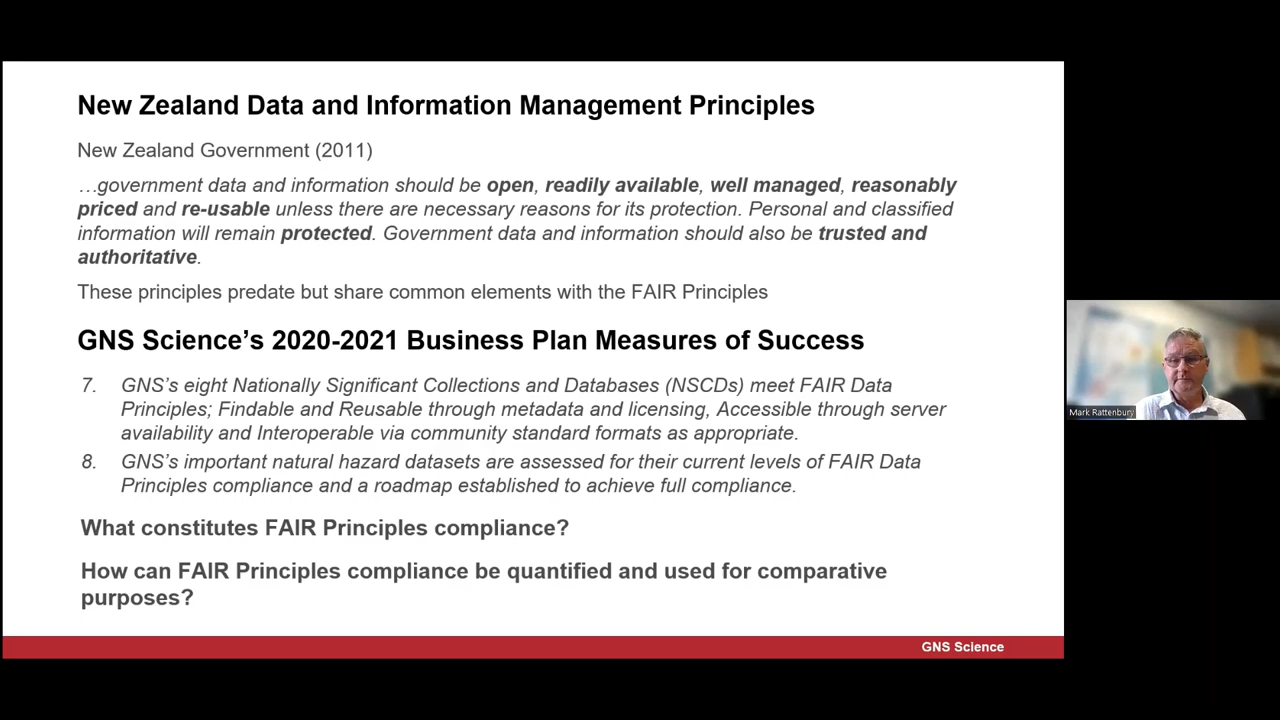 New Zealand Data and Information Management Principles
New Zealand Government (2011)
…government data and information should be open, readily available, well managed, reasonably
priced and re-usable unless there are necessary reasons for its protection. Personal and classified
information will remain protected. Government data and information should also be trusted and
authoritative.
These principles predate but share common elements with the FAIR Principles
GNS Science’s 2020-2021 Business Plan Measures of Success
7. GNS’s eight Nationally Significant Collections and Databases (NSCDs) meet FAIR Data
Principles; Findable and Reusable through metadata and licensing, Accessible through server
availability and Interoperable via community standard formats as appropriate.
8. GNS’s important natural hazard datasets are assessed for their current levels of FAIR Data
Principles compliance and a roadmap established to achieve full compliance.
What constitutes FAIR Principles compliance?
How can FAIR Principles compliance be quantified and used for comparative
purposes?
GNS Science
Mark Rattenbury